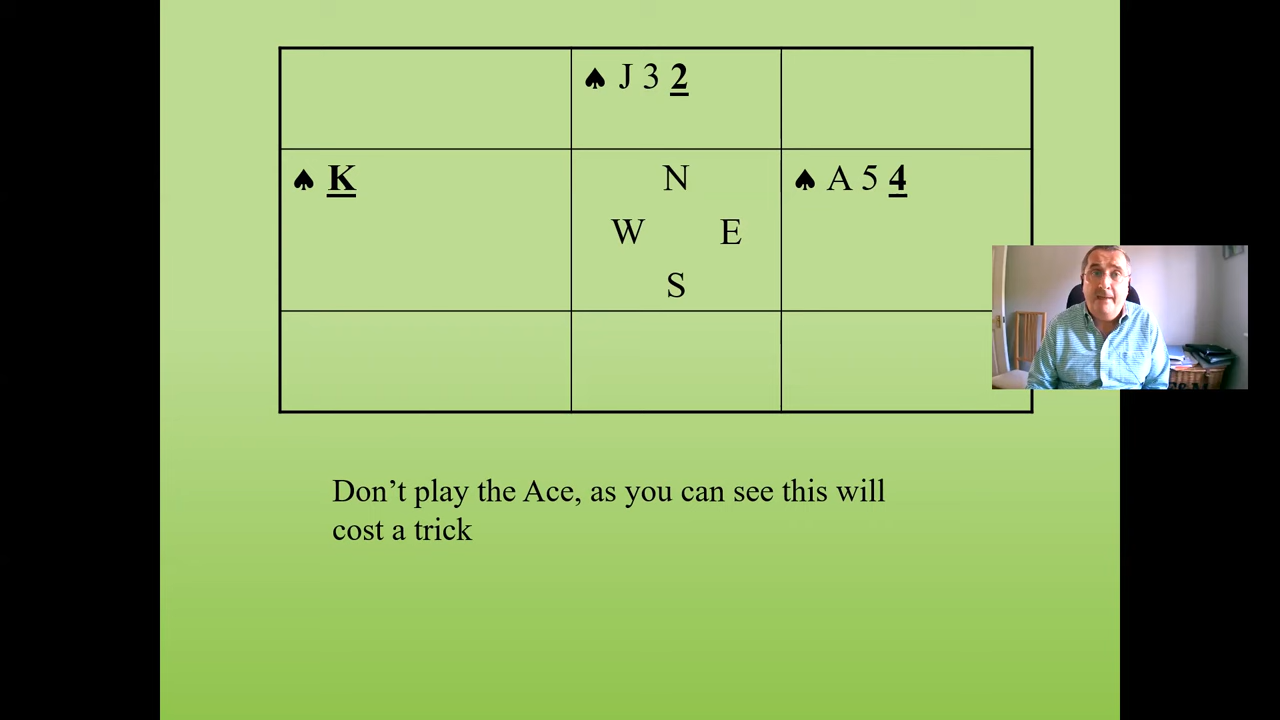 ♠ J 3 2
♠ K
N
♠ A 5 4
W E
S
Don’t play the Ace, as you can see this will
cost a trick